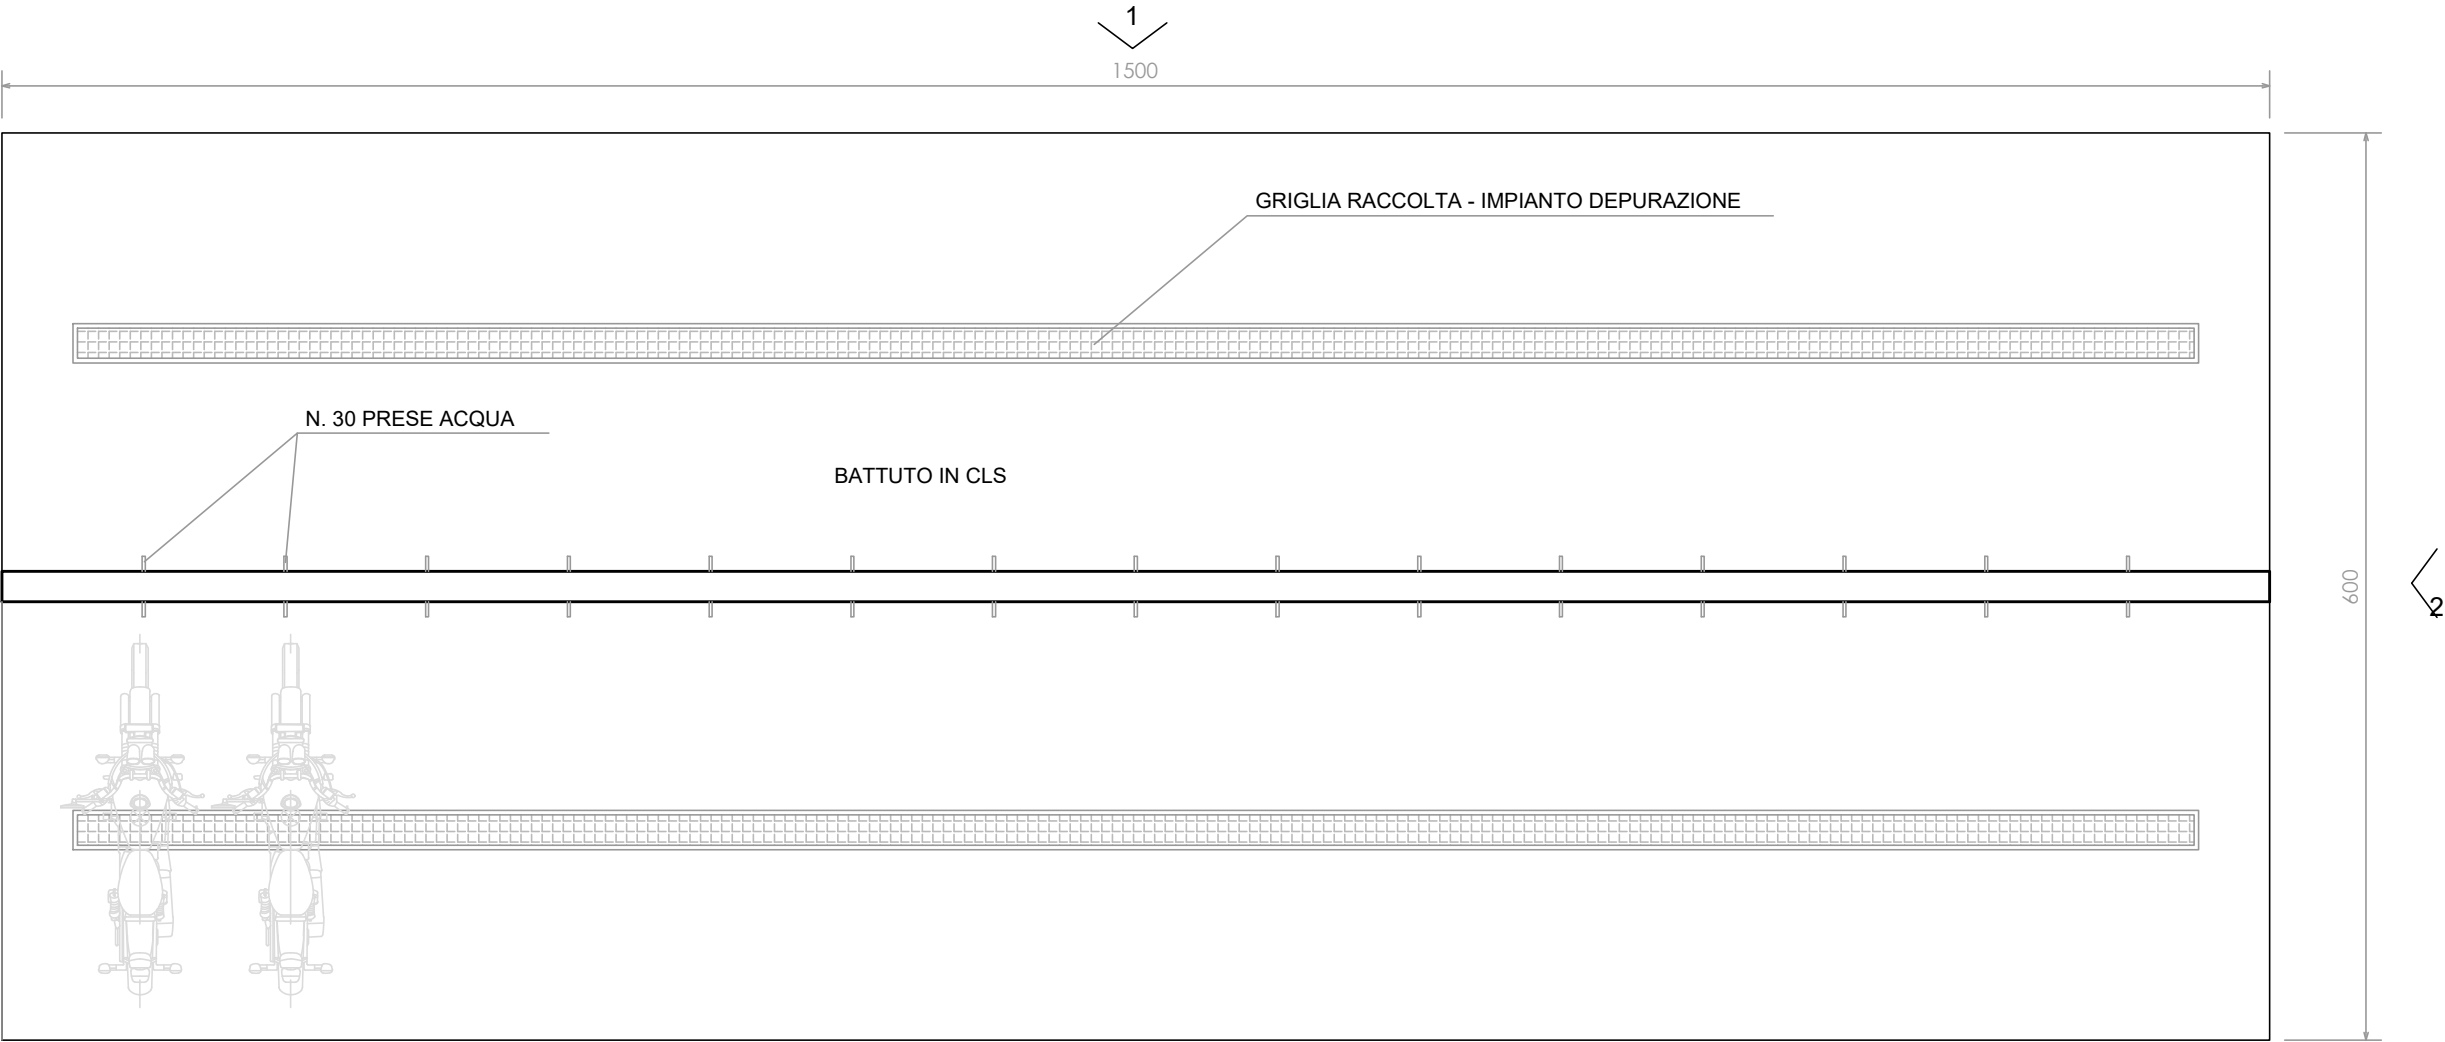 1
1500
GRIGLIA RACCOLTA - IMPIANTO DEPURAZIONE
N. 30 PRESE ACQUA
BATTUTO IN CLS
600
2